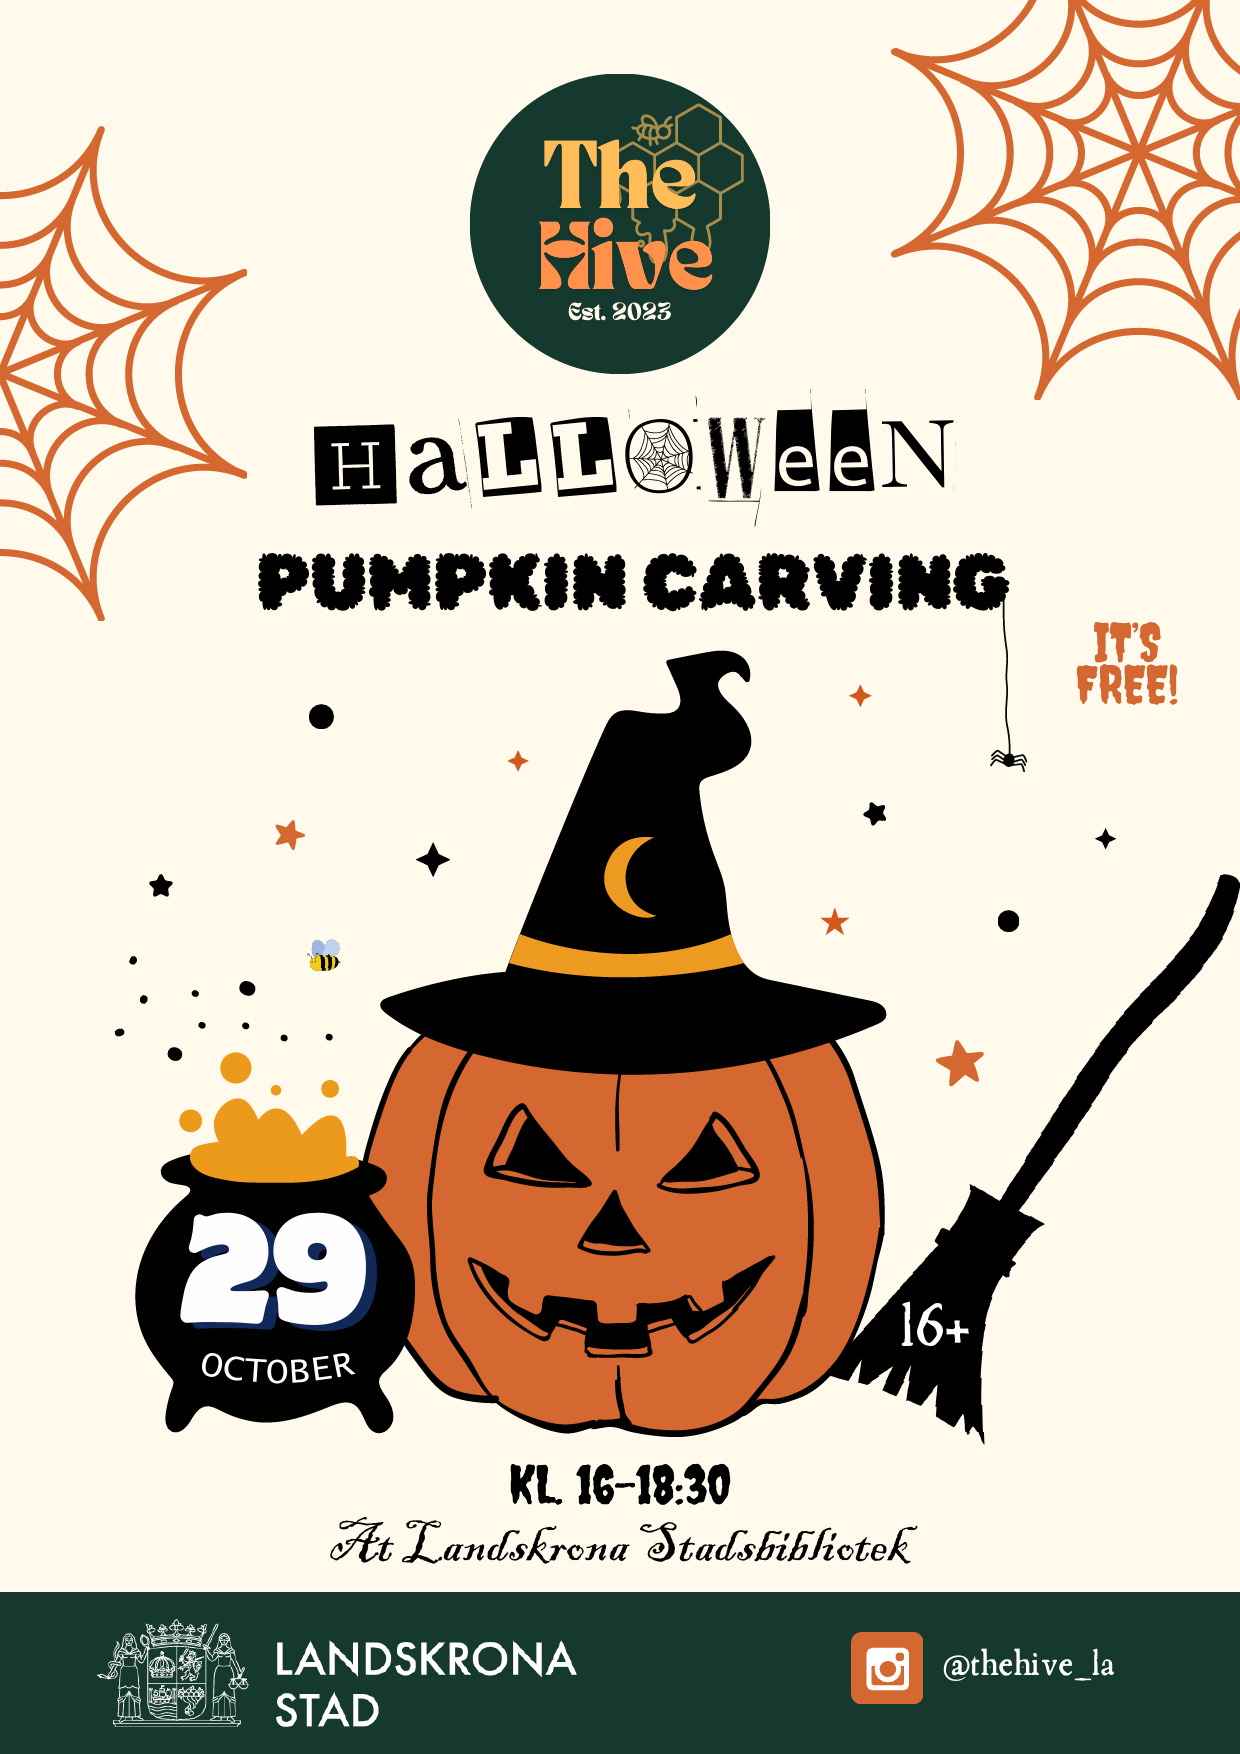 The
Hive
Est. 2023
HaLLOWeeN
PUMPKIN CARVING
IT'S
FREE!
29
OCTOBER
16+
KL. 16-18:30
At Landskrona Stadsbibliotek
LANDSKRONA
STAD
@thehive_la